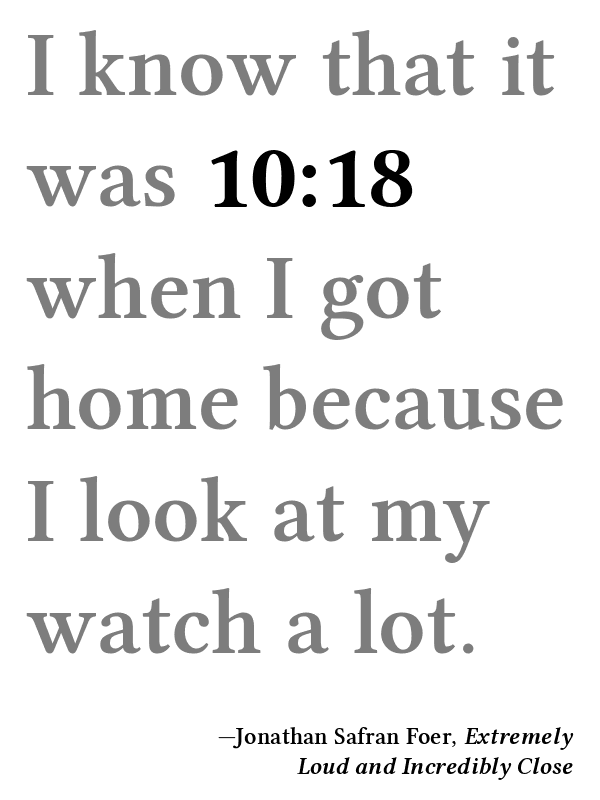 I know that it
was 10:18
when I got
home because
I look at my
watch a lot.
—Jonathan Safran Foer, Extremely
Loud and Incredibly Close